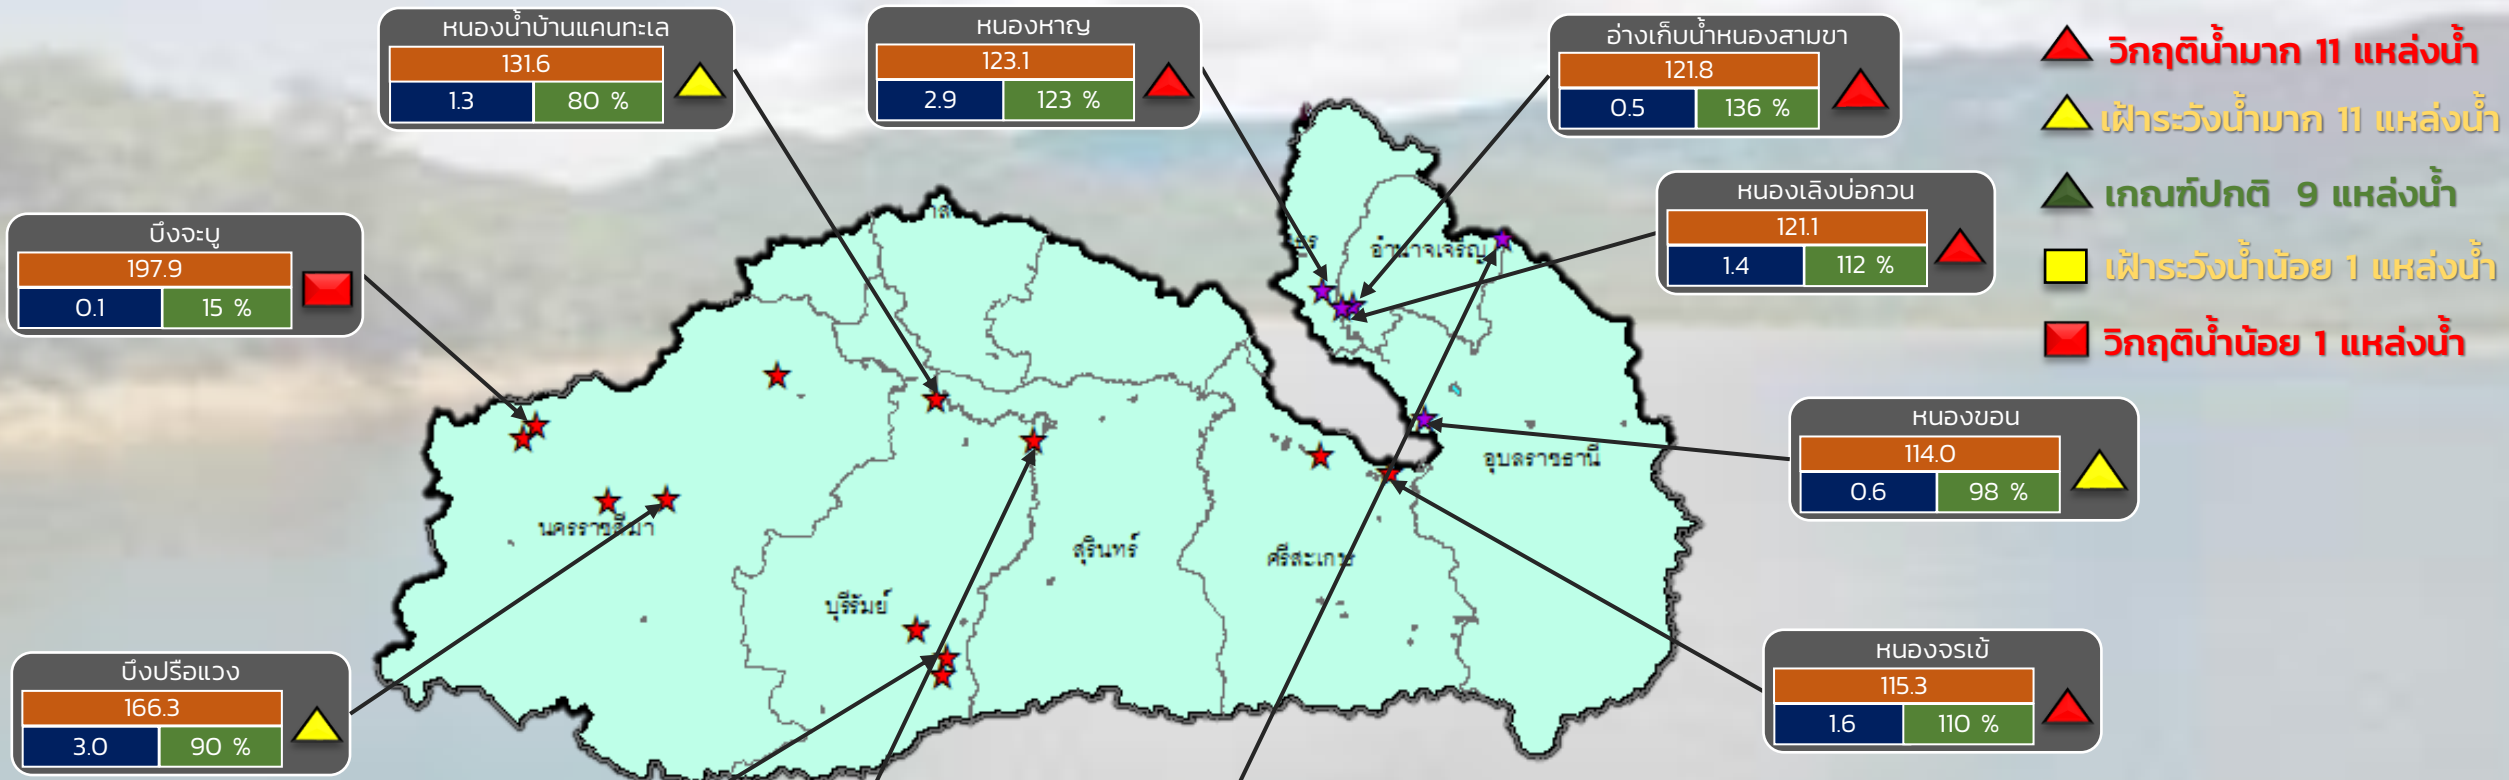 หนองน้ำบ้านแคนทะเล
131.6
1.3 80 %
หนองหาญ
123.1
2.9 123 %
อ่างเก็บน้ำหนองสามขา
121.8
0.5 136 %
วิกฤติน้ำมาก 11 แหล่งน้ำ
เฝ้าระวังน้ำมาก 11 แหล่งน้ำ
เกณฑ์ปกติ 9 แหล่งน้ำ
เฝ้าระวังน้ำน้อย 1 แหล่งน้ำ
วิกฤติน้ำน้อย 1 แหล่งน้ำ
หนองเลิงบ่อกวน
121.1
1.4 112 %
บึงจะบู
197.9
0.1 15 %
อำนาจเจริญ
หนองขอน
114.0
0.6 98 %
อุบลราชธานี
นครราชสีมา
สุรินทร์
ศรีสะเกษ
บุรีรัมย์
หนองจรเข้
115.3
1.6 110 %
บึงปรือแวง
166.3
3.0 90 %